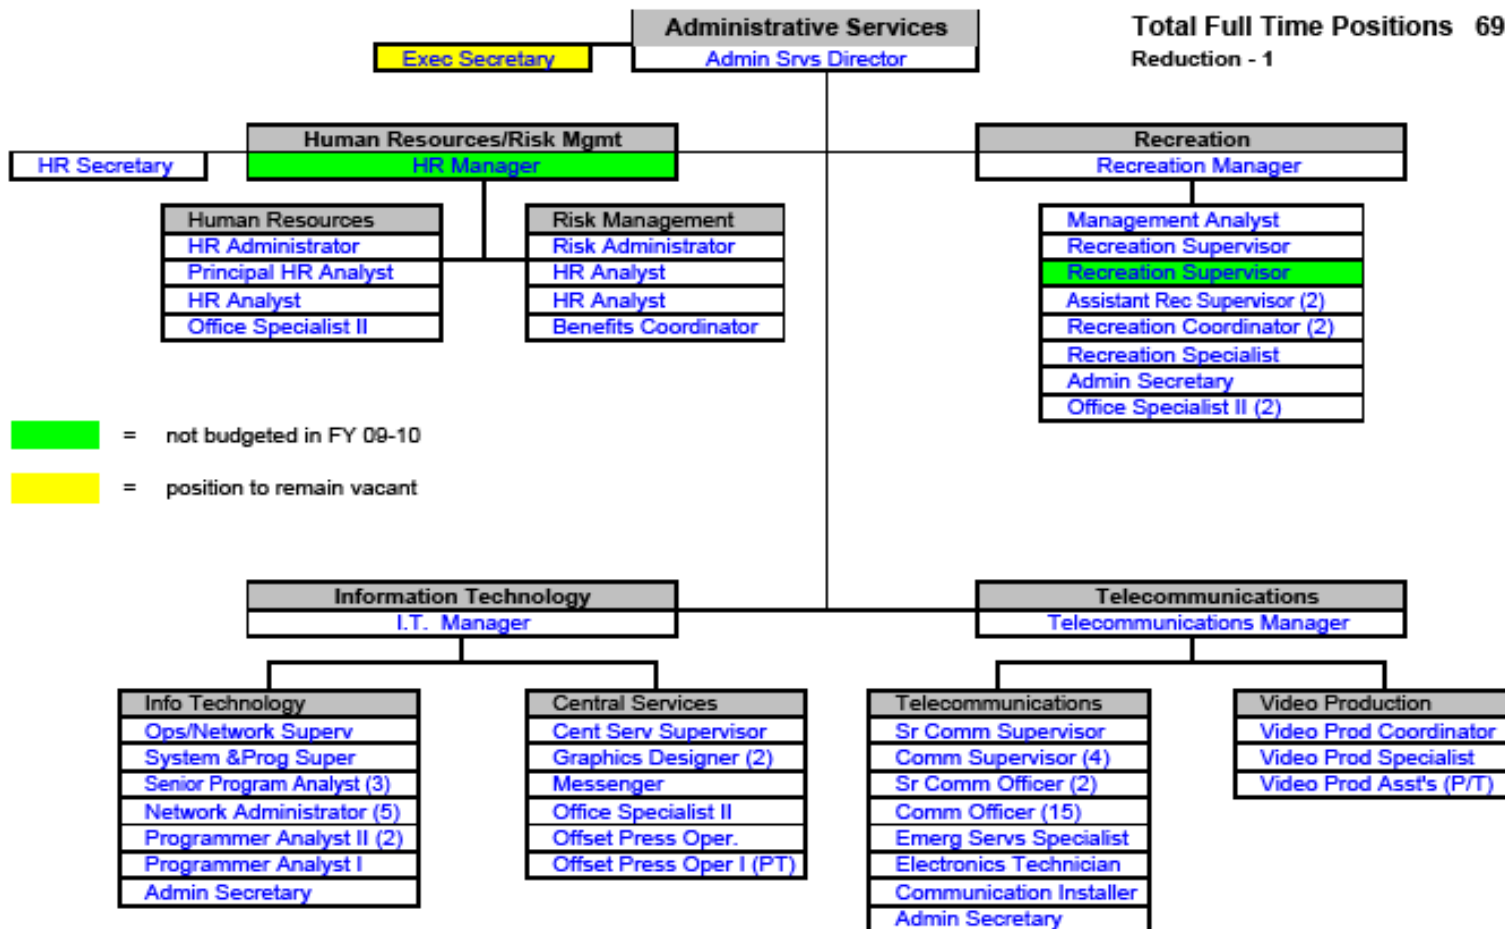 Administrative Services
Total Full Time Positions 69
Exec Secretary
Admin Srvs Director
Reduction - 1
Human Resources/Risk Mgmt
HR Secretary
HR Manager
Recreation
Recreation Manager
Human Resources
HR Administrator
Principal HR Analyst
HR Analyst
Office Specialist II
Risk Management
Risk Administrator
HR Analyst
HR Analyst
Benefits Coordinator
Management Analyst
Recreation Supervisor
Recreation Supervisor
Assistant Rec Supervisor (2)
Recreation Coordinator (2)
Recreation Specialist
Admin Secretary
Office Specialist II (2)
= not budgeted in FY 09-10
= position to remain vacant
Information Technology
I.T. Manager
Telecommunications
Telecommunications Manager
Info Technology
Ops/Network Superv
System &Prog Super
Senior Program Analyst (3)
Network Administrator (5)
Programmer Analyst II (2)
Programmer Analyst I
Admin Secretary
Central Services
Cent Serv Supervisor
Graphics Designer (2)
Messenger
Office Specialist II
Offset Press Oper.
Offset Press Oper I (PT)
Telecommunications
Sr Comm Supervisor
Comm Supervisor (4)
Sr Comm Officer (2)
Comm Officer (15)
Emerg Servs Specialist
Electronics Technician
Communication Installer
Admin Secretary
Video Production
Video Prod Coordinator
Video Prod Specialist
Video Prod Asst's (P/T)